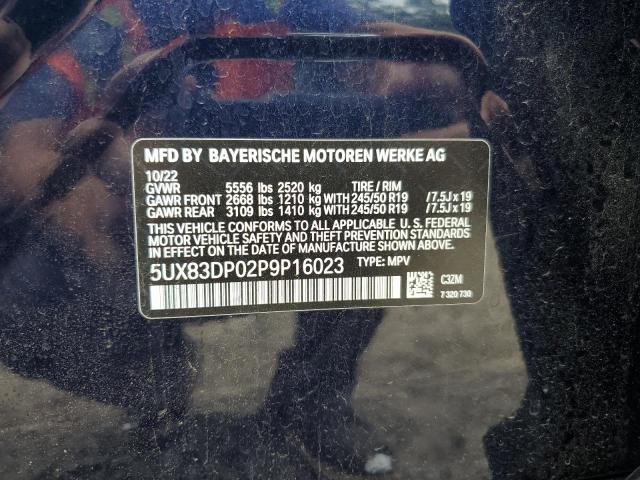 MFD BY BAYERISCHE MOTOREN WERKE AG
10/22
GVWR 5556 lbs 2520 kg TIRE / RIM
GAWR FRONT 2668 lbs 1210 kg WITH 245/50 R19 /7.5J x 19
GAWR REAR 3109 lbs 1410 kg WITH 245/50 R19 /7.5J x 19
THIS VEHICLE CONFORMS TO ALL APPLICABLE U. S. FEDERAL
MOTOR VEHICLE SAFETY, AND THEFT PREVENTION STANDARDS
IN EFFECT ON THE DATE OF MANUFACTURE SHOWN ABOVE.
5UX83DP02P9P16023 TYPE: MPV
C3ZM
7 320 730